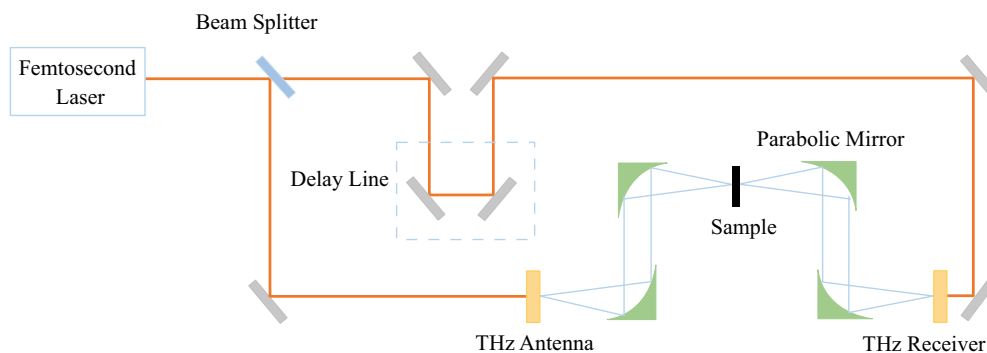 Beam Splitter
Femtosecond
Laser
Delay Line
Parabolic Mirror
Sample
THz Antenna
THz Receiver